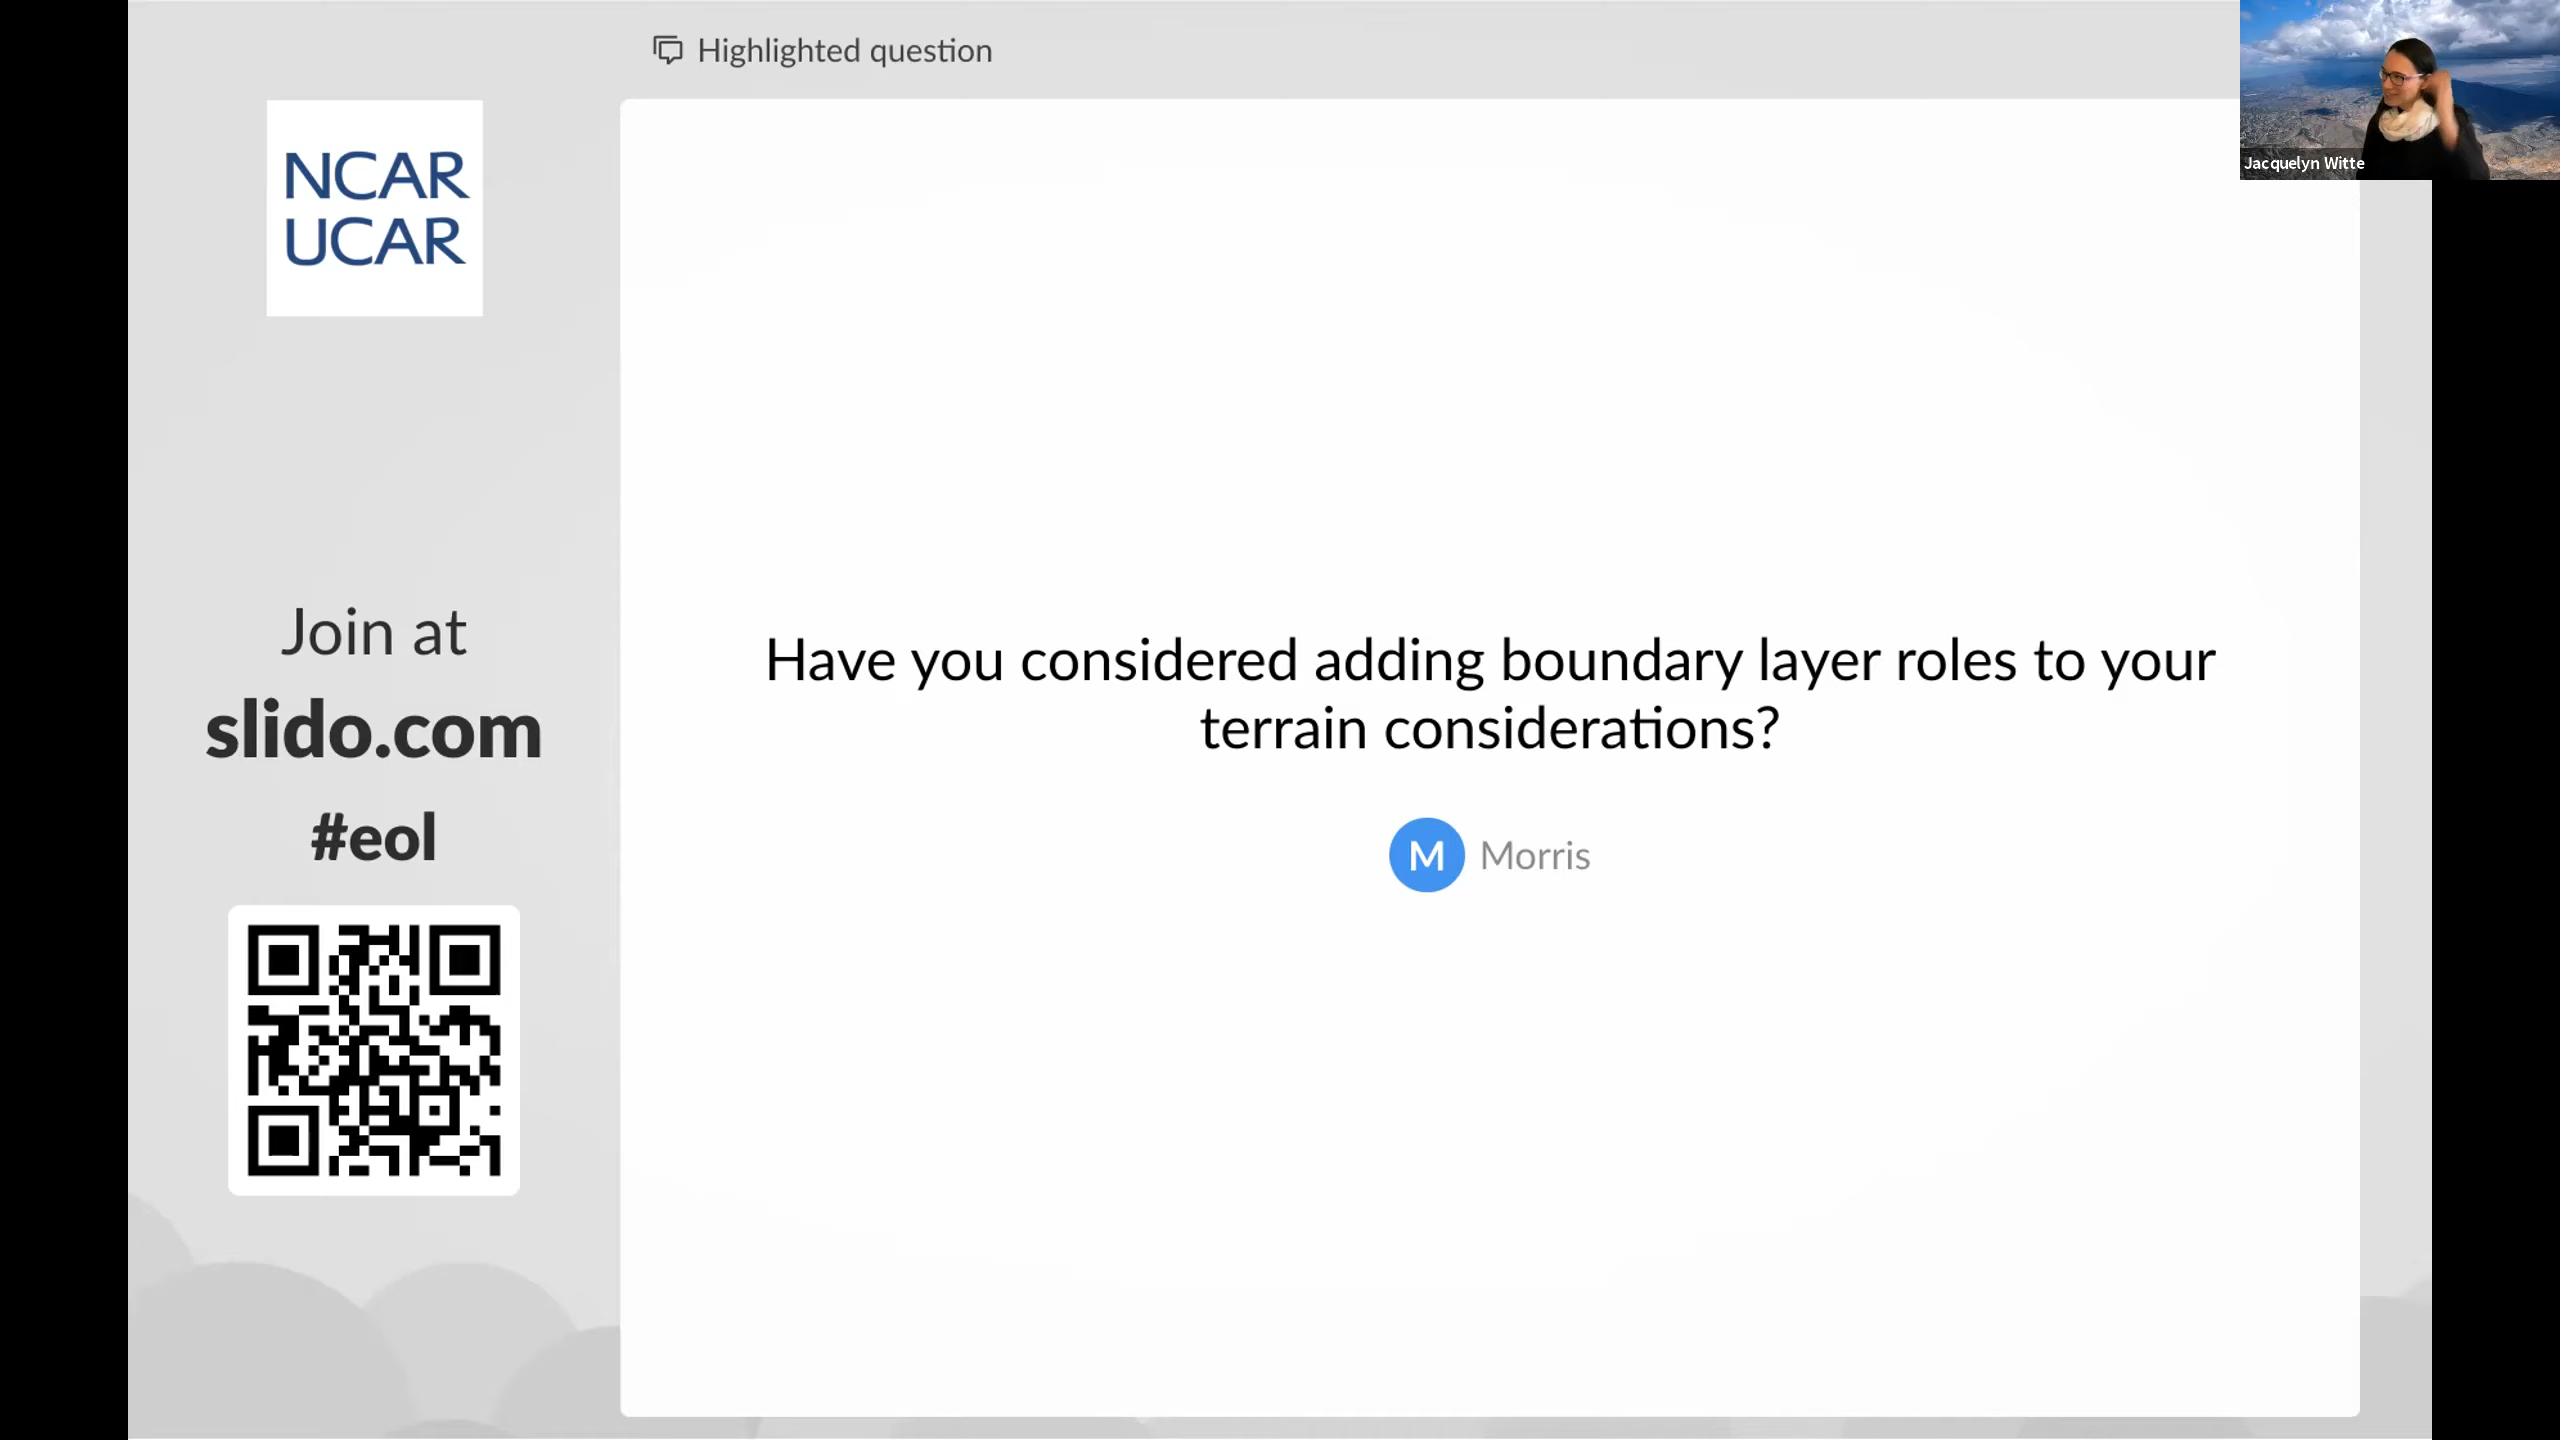 Highlighted question
NCAR
UCAR
Join at
slido.com
#eol
Have you considered adding boundary layer roles to your
terrain considerations?
M Morris
Jacquelyn Witte